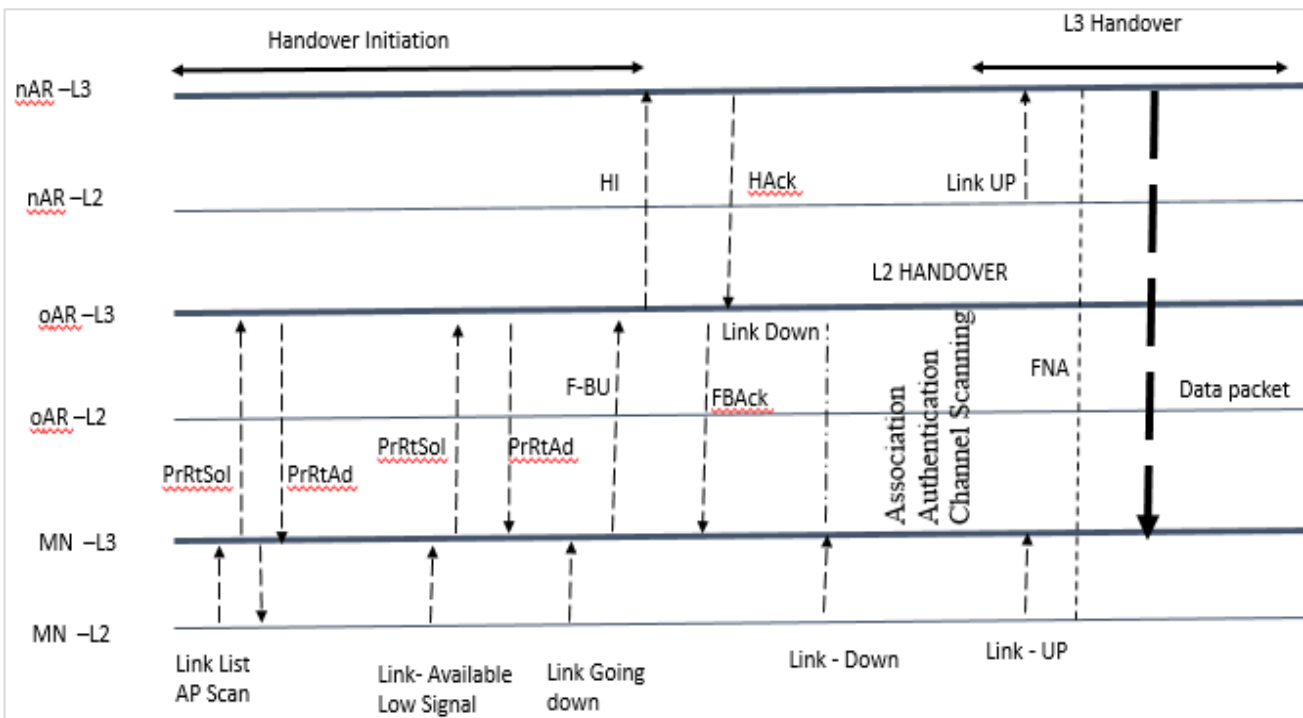 L3 Handover
Handover Initiation
nAR –L3
HI
HAck
Link UP
nAR –L2
L2 HANDOVER
oAR –L3
Link Down
F-BU
FBAck
FNA
Data packet
oAR –L2
PrRtSol
PrRtAd
PrRtSol
PrRtAd
Association
Authentication
Channel Scanning
MN –L3
MN –L2
Link List
AP Scan
Link- Available
Low Signal
Link Going
down
Link - Down
Link - UP